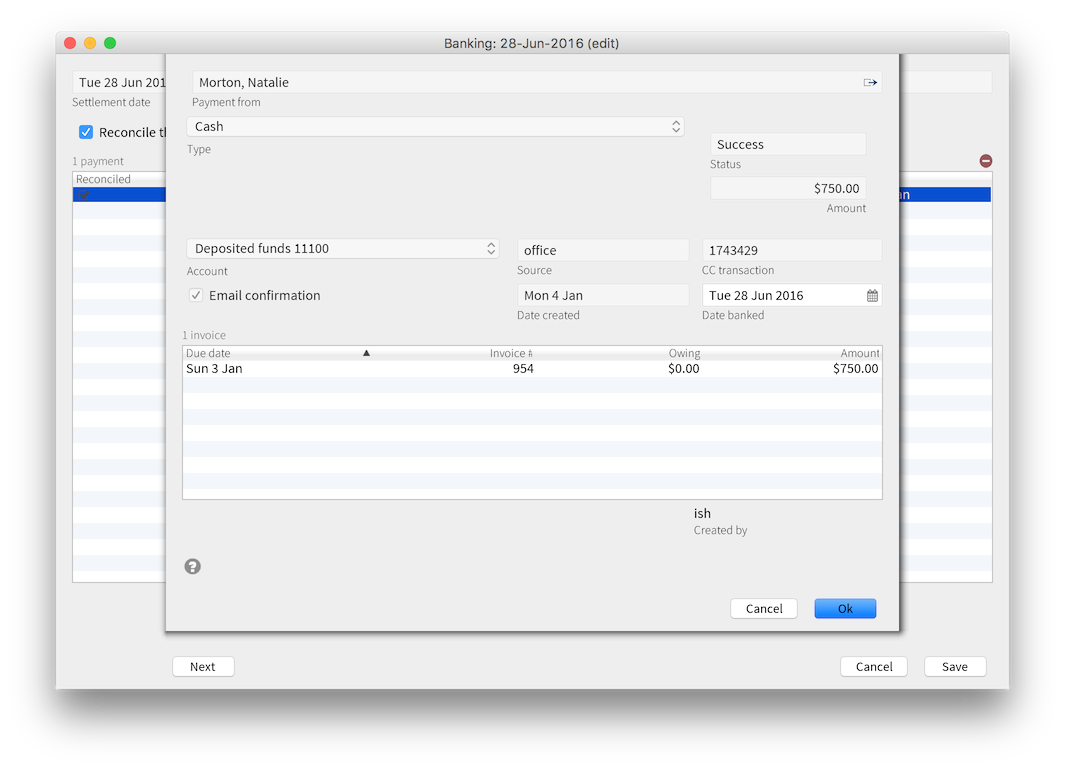 Banking: 28-Jun-2016 (edit)
Tue 28 Jun 201
Settlement date
Reconcile
1 payment
Reconciled
Morton, Natalie
Payment from
Cash
Type
Success
Status
$750.00
Amount
Deposited funds 11100
Account
office
Source
1743429
CC transaction
Email confirmation
Mon 4 Jan
Date created
Tue 28 Jun 2016
Date banked
1 invoice
Due date Invoice # Owing Amount
Sun 3 Jan 954 $0.00 $750.00
ish
Created by
?
Cancel Ok
Next Cancel Save